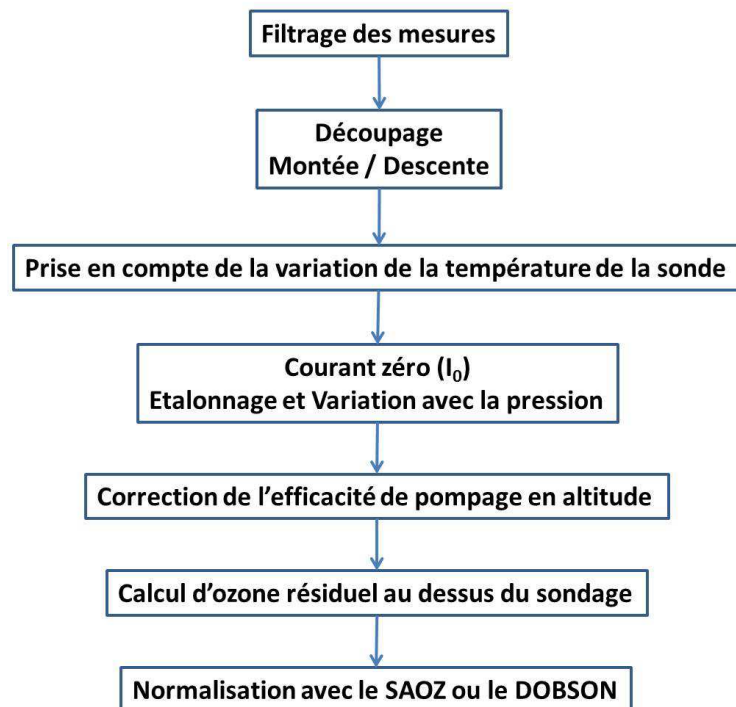 Filtrage des mesures
Découpage
Montée / Descente
Prise en compte de la variation de la température de la sonde
Courant zéro (I₀)
Etalonnage et Variation avec la pression
Correction de l’efficacité de pompage en altitude
Calcul d’ozone résiduel au dessus du sondage
Normalisation avec le SAOZ ou le DOBSON